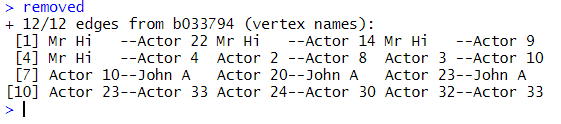 > removed
+ 12/12 edges from b033794 (vertex names):
 [1] Mr Hi   --Actor 22 Mr Hi   --Actor 14 Mr Hi   --Actor 9
 [4] Mr Hi   --Actor 4  Actor 2 --Actor 8  Actor 3 --Actor 10
 [7] Actor 10--John A   Actor 20--John A   Actor 23--John A
[10] Actor 23--Actor 33 Actor 24--Actor 30 Actor 32--Actor 33
>